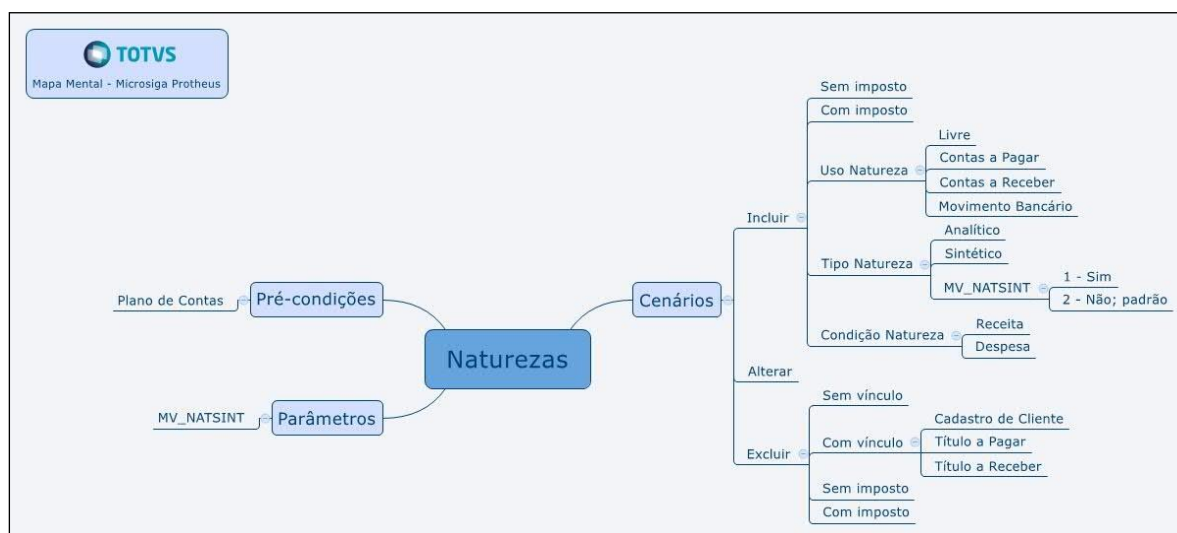 TOTVS
Mapa Mental - Microsiga Protheus
Naturezas
Pré-condições
Plano de Contas
Parâmetros
MV_NATSINT
Cenários
Incluir
Sem imposto
Com imposto
Uso Natureza
Livre
Contas a Pagar
Contas a Receber
Movimento Bancário
Tipo Natureza
Analítico
Sintético
MV_NATSINT
1 - Sim
2 - Não; padrão
Condição Natureza
Receita
Despesa
Alterar
Excluir
Sem vínculo
Com vínculo
Cadastro de Cliente
Título a Pagar
Título a Receber
Sem imposto
Com imposto